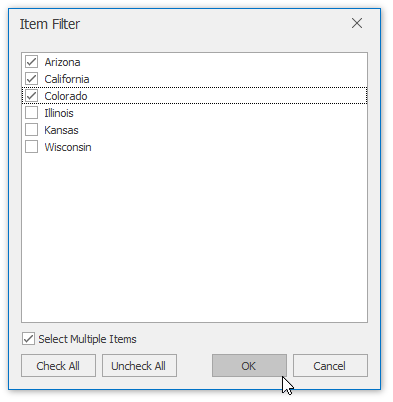 Item Filter
Arizona
California
Colorado
Illinois
Kansas
Wisconsin
Select Multiple Items
Check All Uncheck All OK Cancel